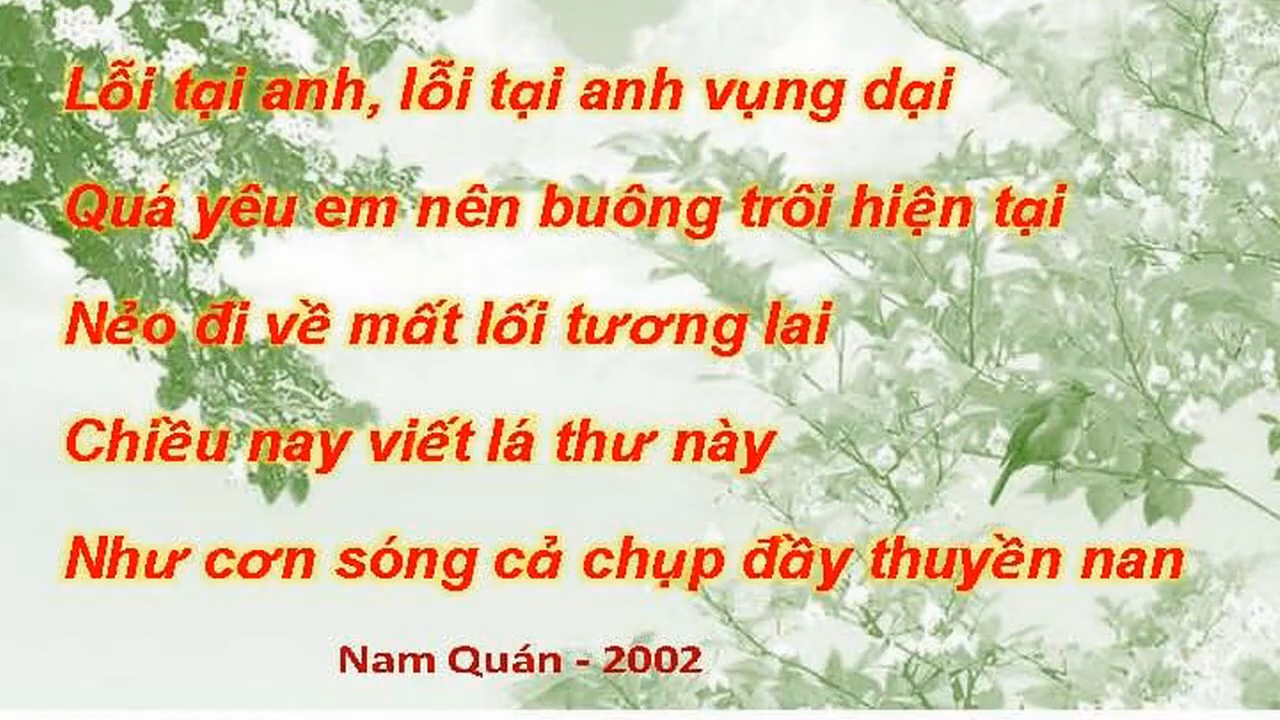 Lỗi tại anh, lỗi tại anh vụng dại
Quá yêu em nên buông trôi hiện tại
Nẻo đi về mất lối tương lai
Chiều nay viết lá thư này
Như cơn sóng cả chụp đầy thuyền nan
Nam Quán - 2002